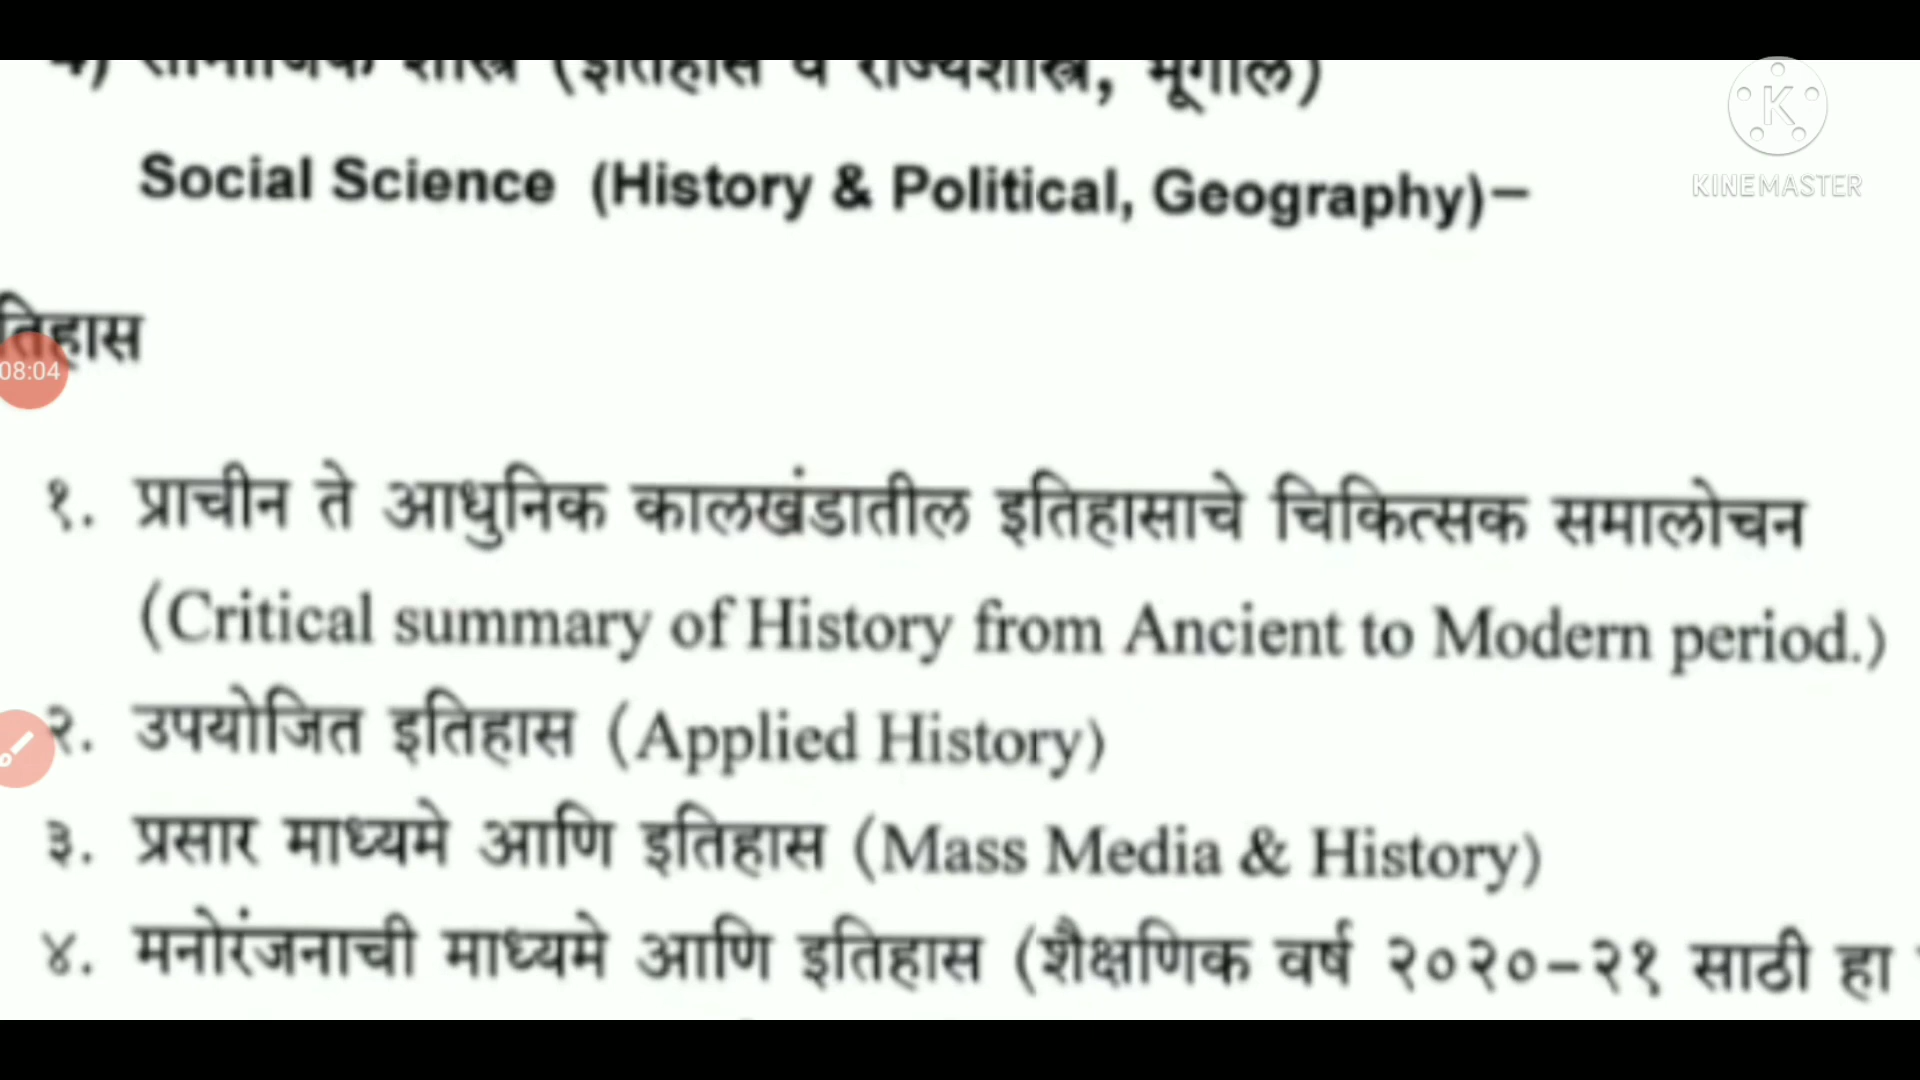 सामाजिक शास्त्र (इतिहास व राज्यशास्त्र, भूगोल)
Social Science (History & Political, Geography)–
KINEMASTER
तिहास
08:04
१. प्राचीन ते आधुनिक कालखंडातील इतिहासाचे चिकित्सक समालोचन
(Critical summary of History from Ancient to Modern period.)
२. उपयोजित इतिहास (Applied History)
३. प्रसार माध्यमे आणि इतिहास (Mass Media & History)
४. मनोरंजनाची माध्यमे आणि इतिहास (शैक्षणिक वर्ष २०२०-२१ साठी हा